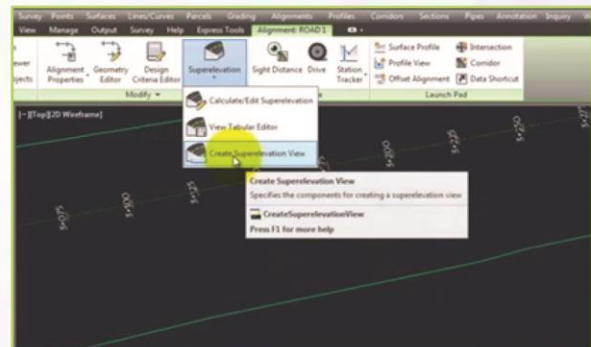 Survey Points Surfaces Lines/Curves Parcels Grading Alignments Profiles Corridors Sections Pipes Annotation Inquiry
View Manage Output Survey Help Express Tools Alignment: ROAD 1
Alignment Properties
Geometry Editor
Design Criteria Editor
Superelevation
Sight Distance
Drive
Station Tracker
Surface Profile
Profile View
Offset Alignment
Intersection
Corridor
Data Shortcut
Modify
Launch Pad
Calculate/Edit Superelevation
View Tabular Editor
Create Superelevation View
[-][Top][2D Wireframe]
Create Superelevation View
Specifies the components for creating a superelevation view
CreateSuperelevationView
Press F1 for more help
5+075
5+100
5+125
5+200
5+225
5+250
5+275